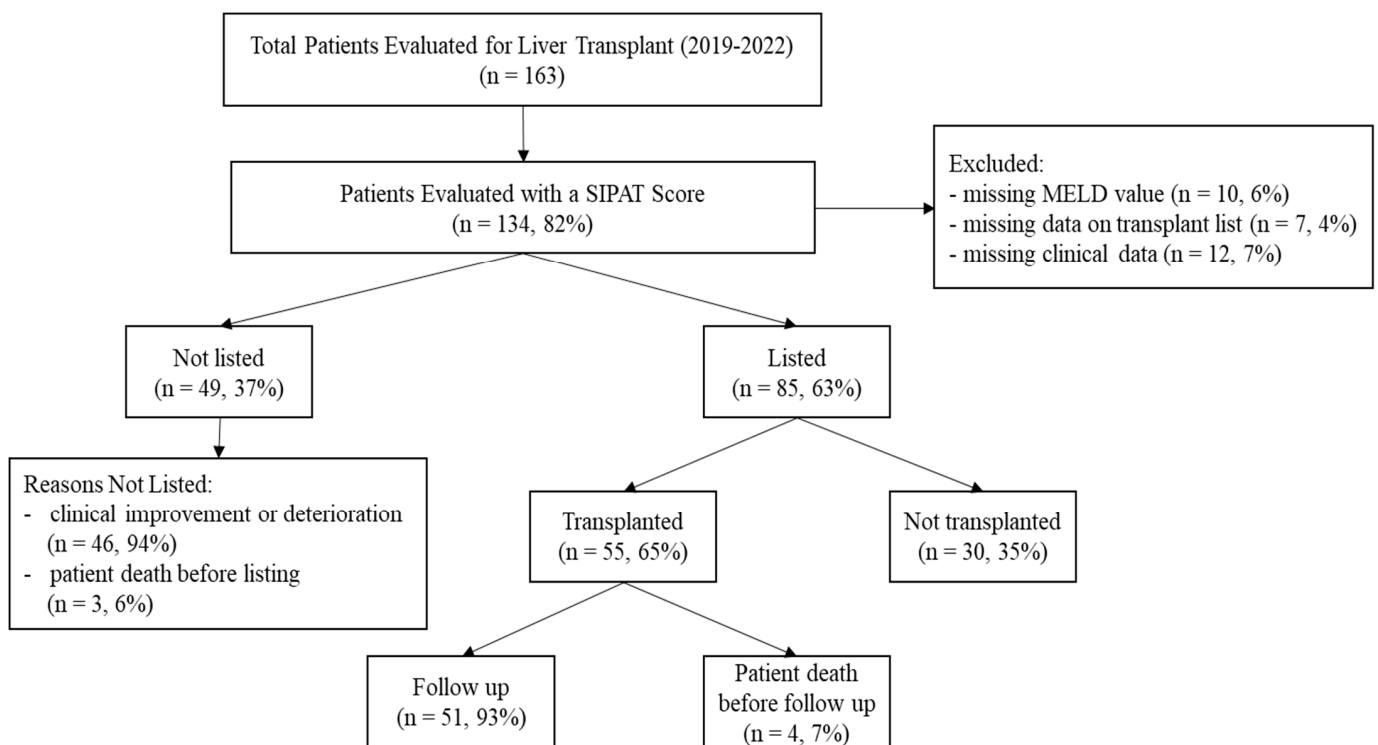 Total Patients Evaluated for Liver Transplant (2019-2022)
(n = 163)
Patients Evaluated with a SIPAT Score
(n = 134, 82%)
Excluded:
- missing MELD value (n = 10, 6%)
- missing data on transplant list (n = 7, 4%)
- missing clinical data (n = 12, 7%)
Not listed
(n = 49, 37%)
Listed
(n = 85, 63%)
Reasons Not Listed:
- clinical improvement or deterioration
(n = 46, 94%)
- patient death before listing
(n = 3, 6%)
Transplanted
(n = 55, 65%)
Not transplanted
(n = 30, 35%)
Follow up
(n = 51, 93%)
Patient death
before follow up
(n = 4, 7%)